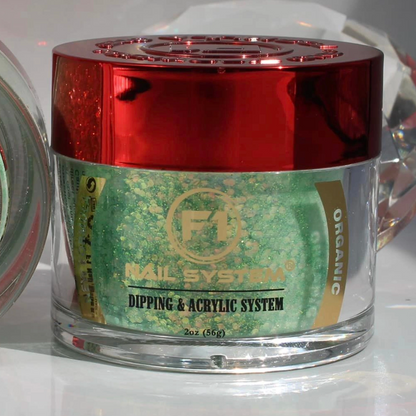 F1
NAIL SYSTEM®
DIPPING & ACRYLIC SYSTEM
2oz (56g)
ORGANIC